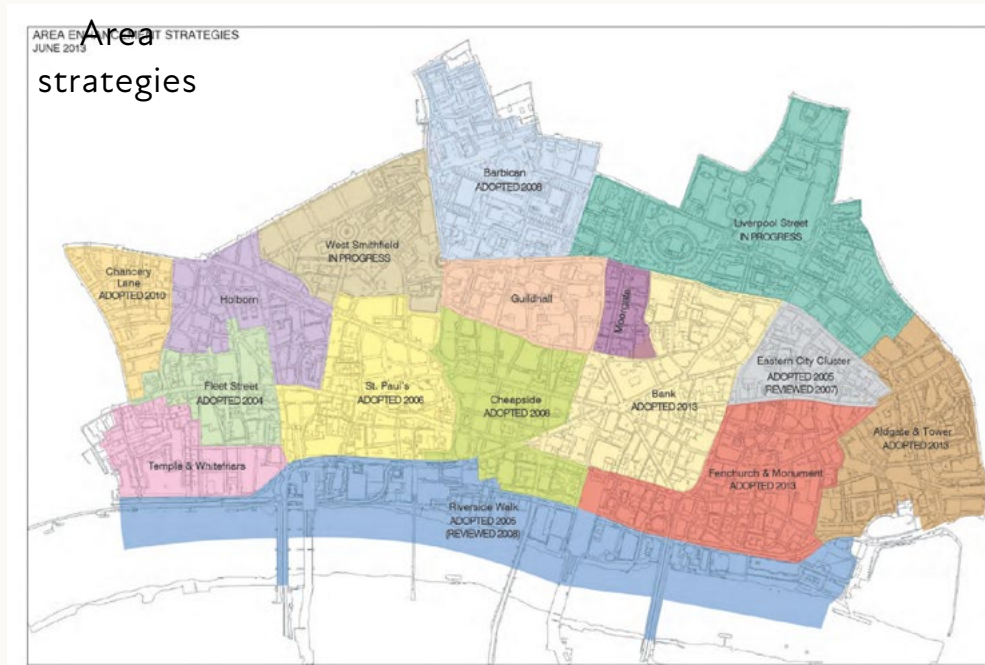 AREA ENHANCEMENT STRATEGIES
JUNE 2013
Area
strategies
Barbican
ADOPTED 2008
Liverpool Street
IN PROGRESS
West Smithfield
IN PROGRESS
Chancery
Lane
ADOPTED 2010
Holborn
Guildhall
Moorgate
Eastern City Cluster
ADOPTED 2005
(REVIEWED 2007)
Fleet Street
ADOPTED 2004
St. Paul's
ADOPTED 2006
Cheapside
ADOPTED 2008
Bank
ADOPTED 2013
Aldgate & Tower
ADOPTED 2013
Temple & Whitefriars
Fenchurch & Monument
ADOPTED 2013
Riverside Walk
ADOPTED 2005
(REVIEWED 2008)